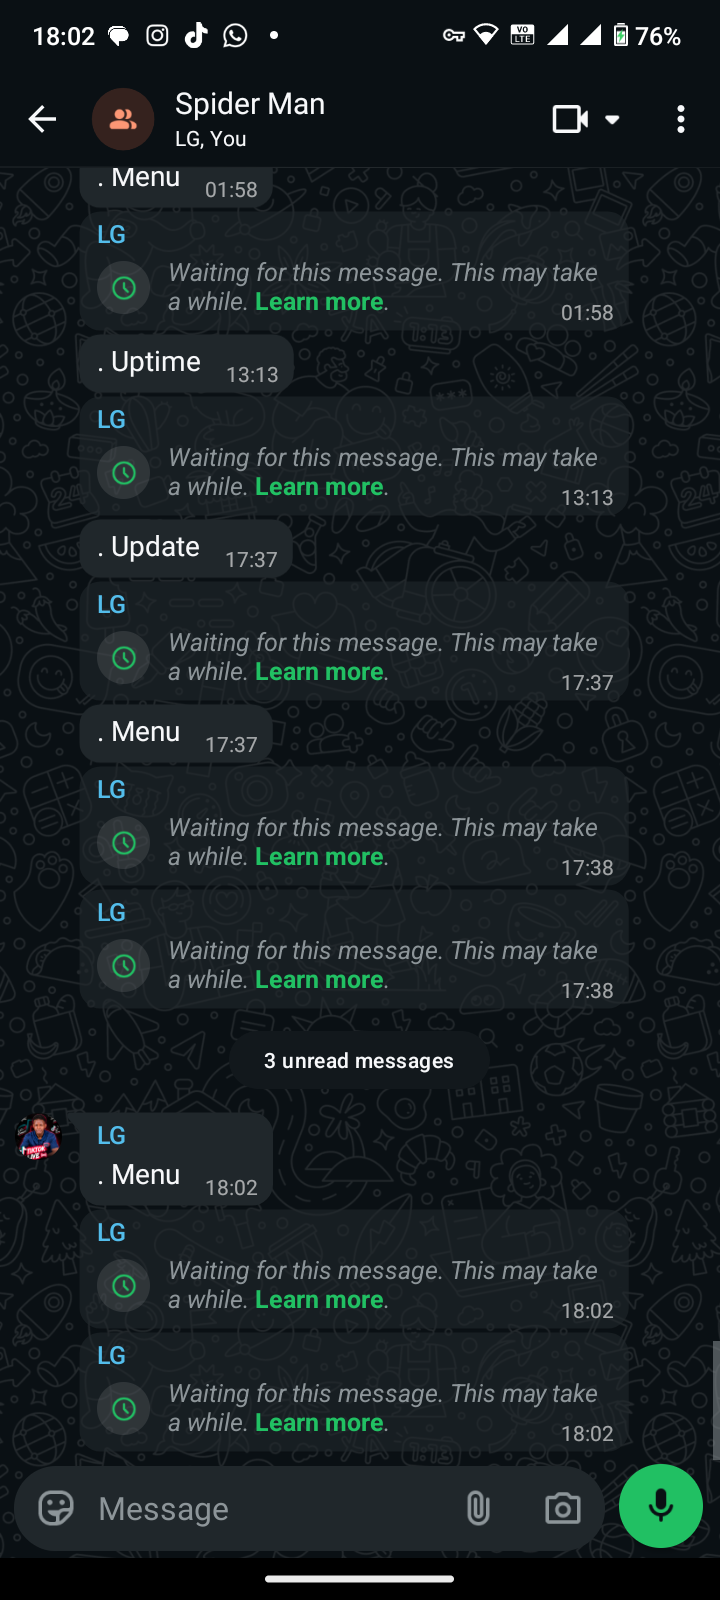 18:02 76%
Spider Man
LG, You
. Menu 01:58
LG
Waiting for this message. This may take
a while. Learn more.
01:58
. Uptime 13:13
LG
Waiting for this message. This may take
a while. Learn more.
13:13
. Update 17:37
LG
Waiting for this message. This may take
a while. Learn more.
17:37
. Menu 17:37
LG
Waiting for this message. This may take
a while. Learn more.
17:38
LG
Waiting for this message. This may take
a while. Learn more.
17:38
3 unread messages
LG
. Menu 18:02
LG
Waiting for this message. This may take
a while. Learn more.
18:02
LG
Waiting for this message. This may take
a while. Learn more.
18:02
Message